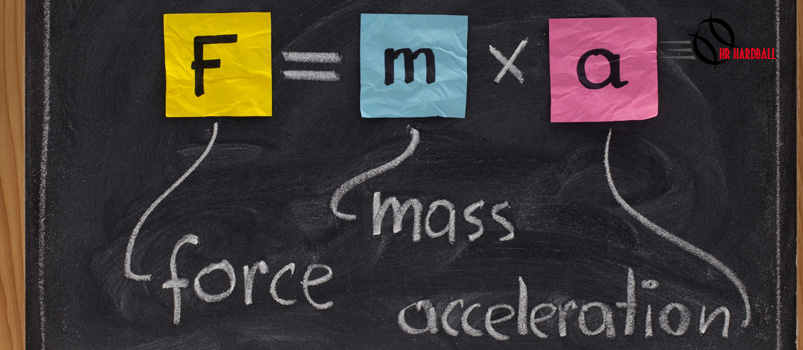 F = m x a
HR HARDBALL
mass
force
acceleration